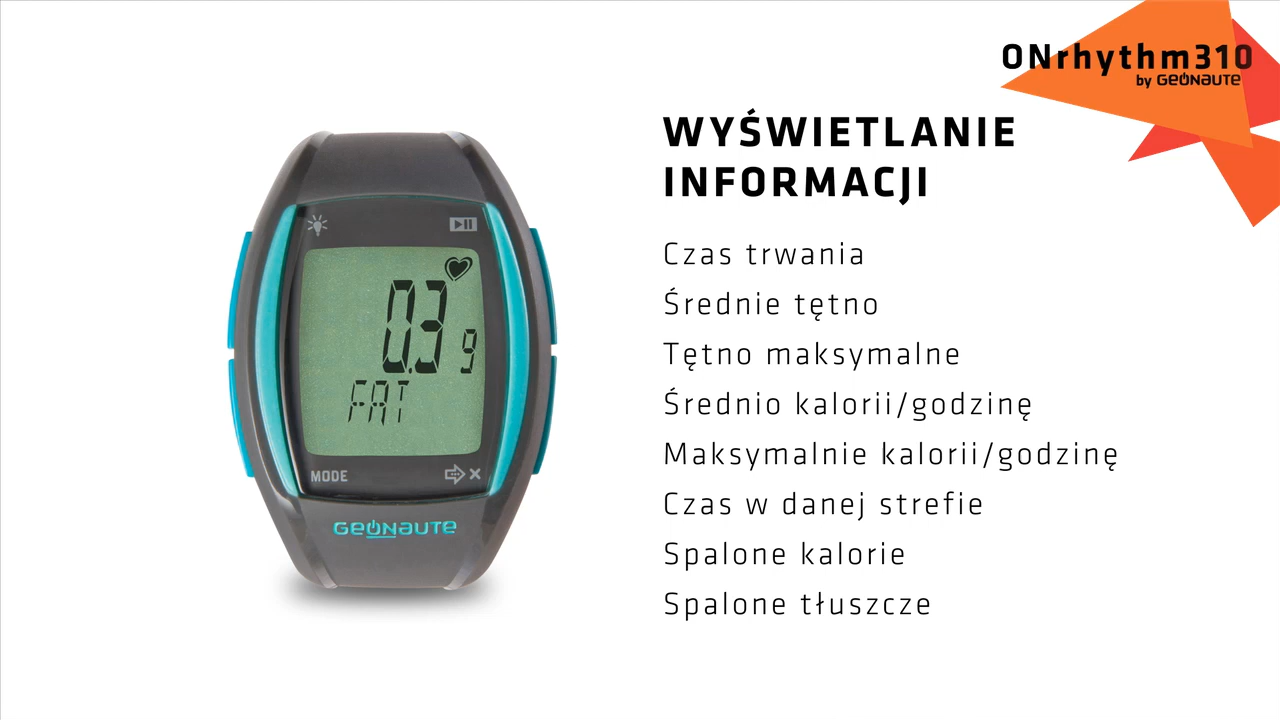 ONrhythm310
by GEONAUTE
WYŚWIETLANIE
INFORMACJI
Czas trwania
Średnie tętno
Tętno maksymalne
Średnio kalorii/godzinę
Maksymalnie kalorii/godzinę
Czas w danej strefie
Spalone kalorie
Spalone tłuszcze
0.3 g
FAT
MODE
GEONAUTE